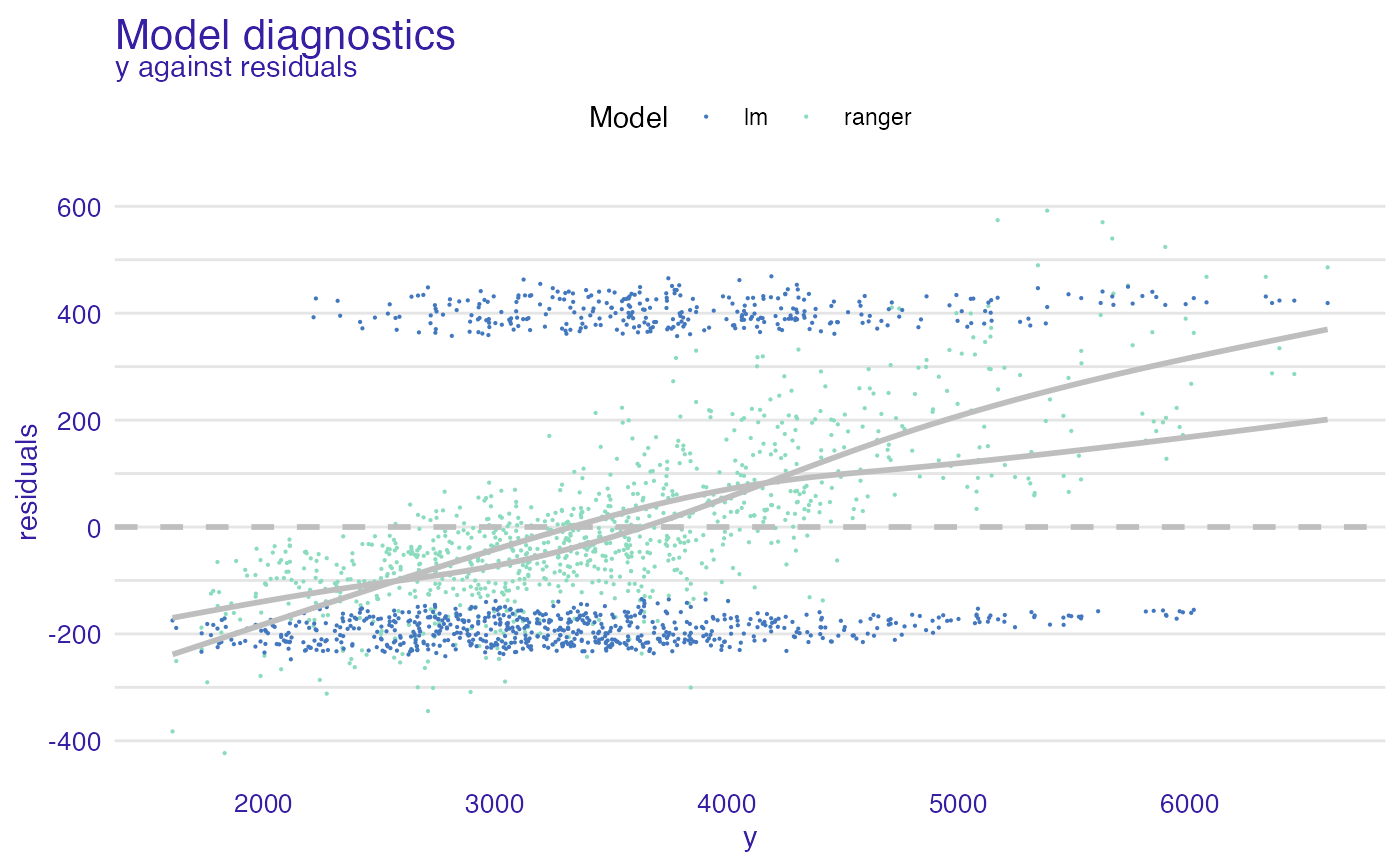 Model diagnostics
y against residuals
Model lm ranger
600
400
200
0
-200
-400
residuals
2000 3000 4000 5000 6000
y